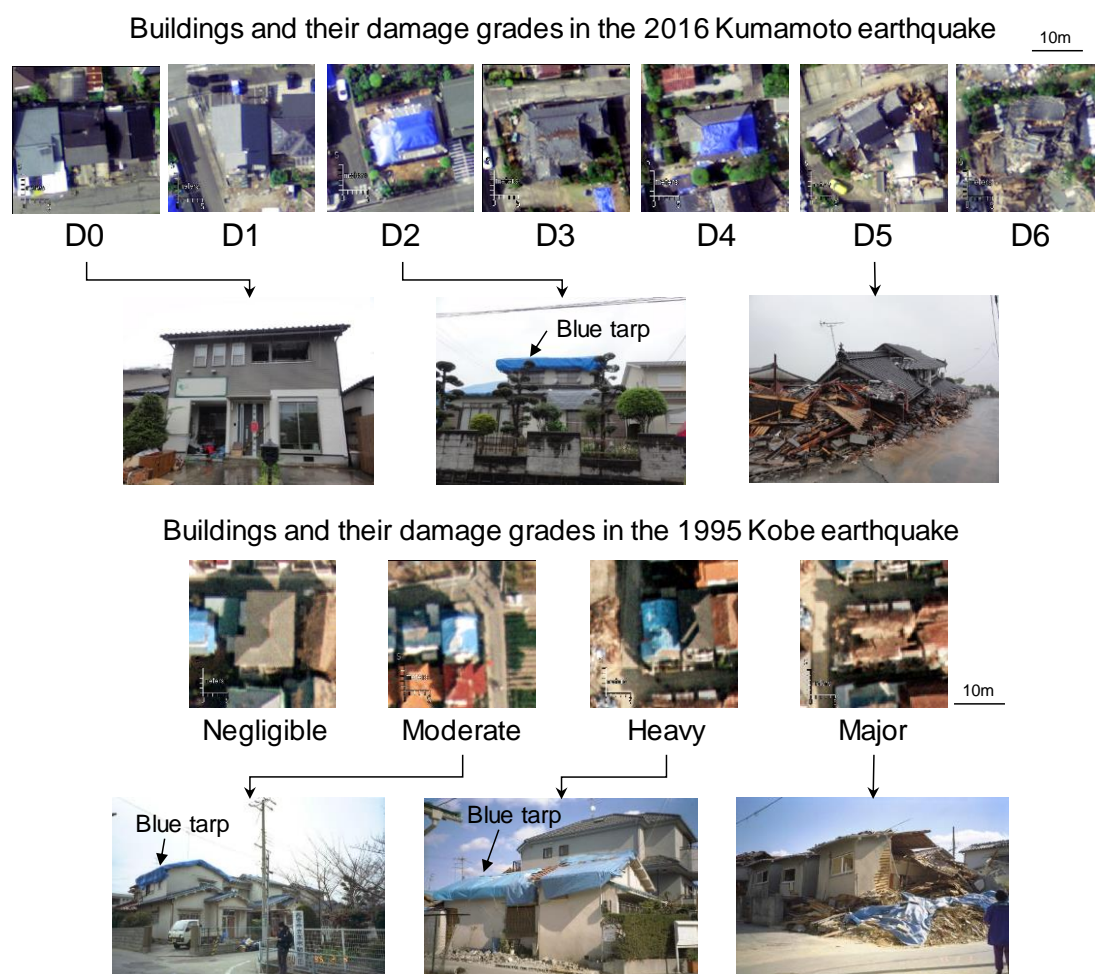 Buildings and their damage grades in the 2016 Kumamoto earthquake
10m
D0 D1 D2 D3 D4 D5 D6
Blue tarp
Buildings and their damage grades in the 1995 Kobe earthquake
10m
Negligible Moderate Heavy Major
Blue tarp
Blue tarp